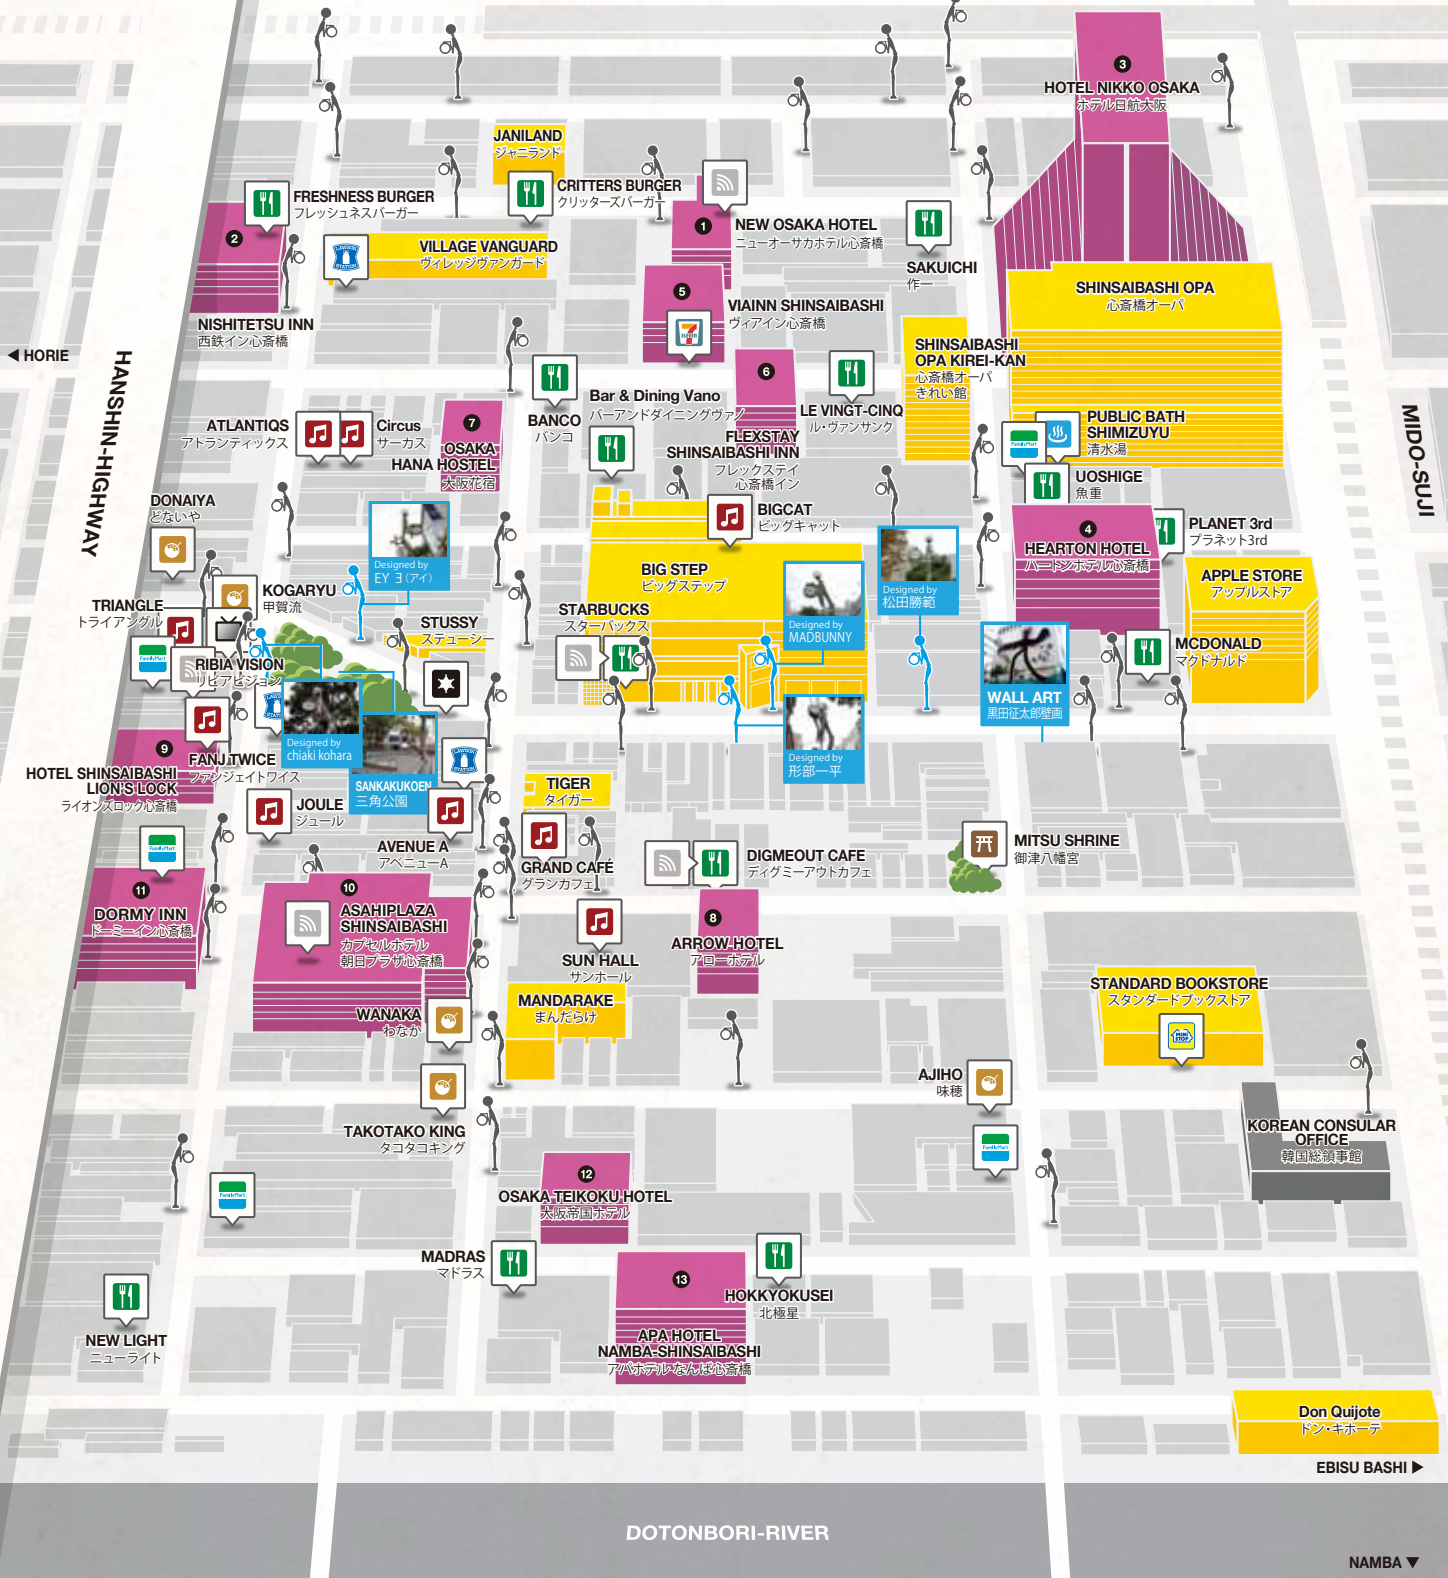 3
HOTEL NIKKO OSAKA
ホテル日航大阪
JANILAND
ジャニランド
CRITTERS BURGER
クリッターズバーガー
FRESHNESS BURGER
フレッシュネスバーガー
2
NISHITETSU INN
西鉄イン心斎橋
LAWSON
STATION
VILLAGE VANGUARD
ヴィレッジヴァンガード
1
NEW OSAKA HOTEL
ニューオーサカホテル心斎橋
SAKUICHI
作一
5
VIAINN SHINSAIBASHI
ヴィアイン心斎橋
SHINSAIBASHI OPA
心斎橋オーパ
SHINSAIBASHI
OPA KIREI-KAN
心斎橋オーパ
きれい館
◀ HORIE
HANSHIN-HIGHWAY
MIDO-SUJI
6
FLEXSTAY
SHINSAIBASHI INN
フレックステイ
心斎橋イン
LE VINGT-CINQ
ル・ヴァンサンク
BANCO
バンコ
Bar & Dining Vano
バーアンドダイニングヴァノ
ATLANTIQS
アトランティックス
Circus
サーカス
7
OSAKA
HANA HOSTEL
大阪花宿
PUBLIC BATH
SHIMIZUYU
清水湯
FamilyMart
UOSHIGE
魚重
DONAIYA
どないや
BIGCAT
ビッグキャット
4
HEARTON HOTEL
ハートンホテル心斎橋
PLANET 3rd
プラネット3rd
Designed by
EY ∃ (アイ)
BIG STEP
ビッグステップ
Designed by
MADBUNNY
Designed by
松田勝範
APPLE STORE
アップルストア
KOGARYU
甲賀流
TRIANGLE
トライアングル
STUSSY
ステューシー
STARBUCKS
スターバックス
FamilyMart
RIBIA VISION
リビアビジョン
MCDONALD
マクドナルド
WALL ART
黒田征太郎壁画
Designed by
chiaki kohara
Designed by
形部一平
9
HOTEL SHINSAIBASHI
LION'S LOCK
ライオンズロック心斎橋
FANJ.TWICE
ファンジェイトワイス
SANKAKUKOEN
三角公園
LAWSON
STATION
TIGER
タイガー
JOULE
ジュール
AVENUE A
アベニューA
GRAND CAFÉ
グランカフェ
DIGMEOUT CAFE
ディグミーアウトカフェ
MITSU SHRINE
御津八幡宮
FamilyMart
11
DORMY INN
ドーミーイン心斎橋
10
ASAHIPLAZA
SHINSAIBASHI
カプセルホテル
朝日プラザ心斎橋
SUN HALL
サンホール
8
ARROW HOTEL
アローホテル
STANDARD BOOKSTORE
スタンダードブックストア
MINI
STOP
WANAKA
わなか
MANDARAKE
まんだらけ
AJIHO
味穂
TAKOTAKO KING
タコタコキング
FamilyMart
KOREAN CONSULAR
OFFICE
韓国総領事館
FamilyMart
12
OSAKA TEIKOKU HOTEL
大阪帝国ホテル
MADRAS
マドラス
13
APA HOTEL
NAMBA-SHINSAIBASHI
アパホテル なんば心斎橋
HOKKYOKUSEI
北極星
NEW LIGHT
ニューライト
Don Quijote
ドン・キホーテ
EBISU BASHI ▶
DOTONBORI-RIVER
NAMBA ▼